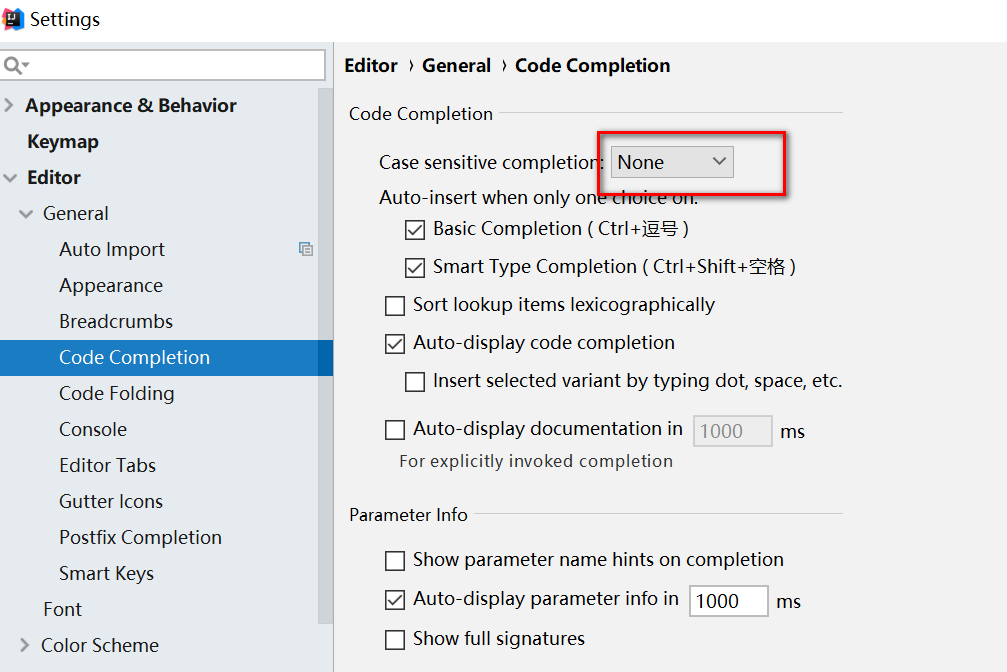 Settings
Editor › General › Code Completion
Appearance & Behavior
Keymap
Editor
General
Auto Import
Appearance
Breadcrumbs
Code Completion
Code Folding
Console
Editor Tabs
Gutter Icons
Postfix Completion
Smart Keys
Font
Color Scheme
Code Completion
Case sensitive completion: None
Auto-insert when only one choice on:
Basic Completion ( Ctrl+逗号 )
Smart Type Completion ( Ctrl+Shift+空格 )
Sort lookup items lexicographically
Auto-display code completion
Insert selected variant by typing dot, space, etc.
Auto-display documentation in 1000 ms
For explicitly invoked completion
Parameter Info
Show parameter name hints on completion
Auto-display parameter info in 1000 ms
Show full signatures